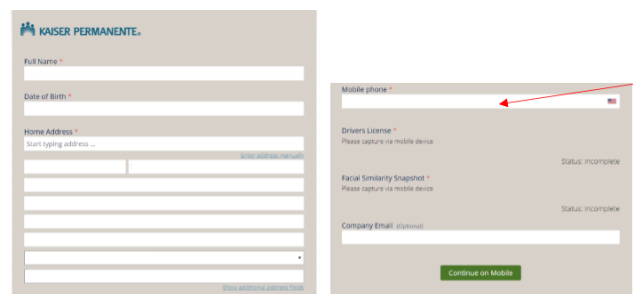 KAISER PERMANENTE®
Full Name *
Date of Birth *
Home Address *
Start typing address ...
Enter address manually
Show additional address fields
Mobile phone *
Drivers License *
Please capture via mobile device
Status: Incomplete
Facial Similarity Snapshot *
Please capture via mobile device
Status: Incomplete
Company Email (Optional)
Continue on Mobile